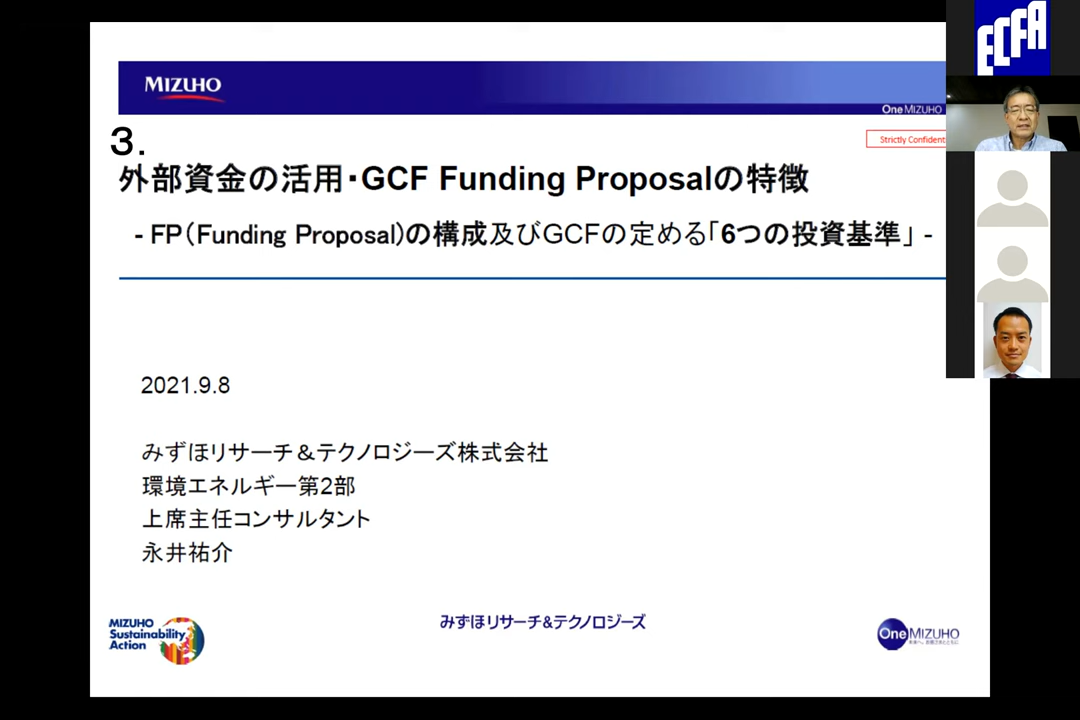 MIZUHO
One MIZUHO
Strictly Confident
3.
外部資金の活用・GCF Funding Proposalの特徴
- FP(Funding Proposal)の構成及びGCFの定める「6つの投資基準」 -
2021.9.8
みずほリサーチ＆テクノロジーズ株式会社
環境エネルギー第2部
上席主任コンサルタント
永井祐介
MIZUHO
Sustainability
Action
みずほリサーチ&テクノロジーズ
One MIZUHO
ECFA